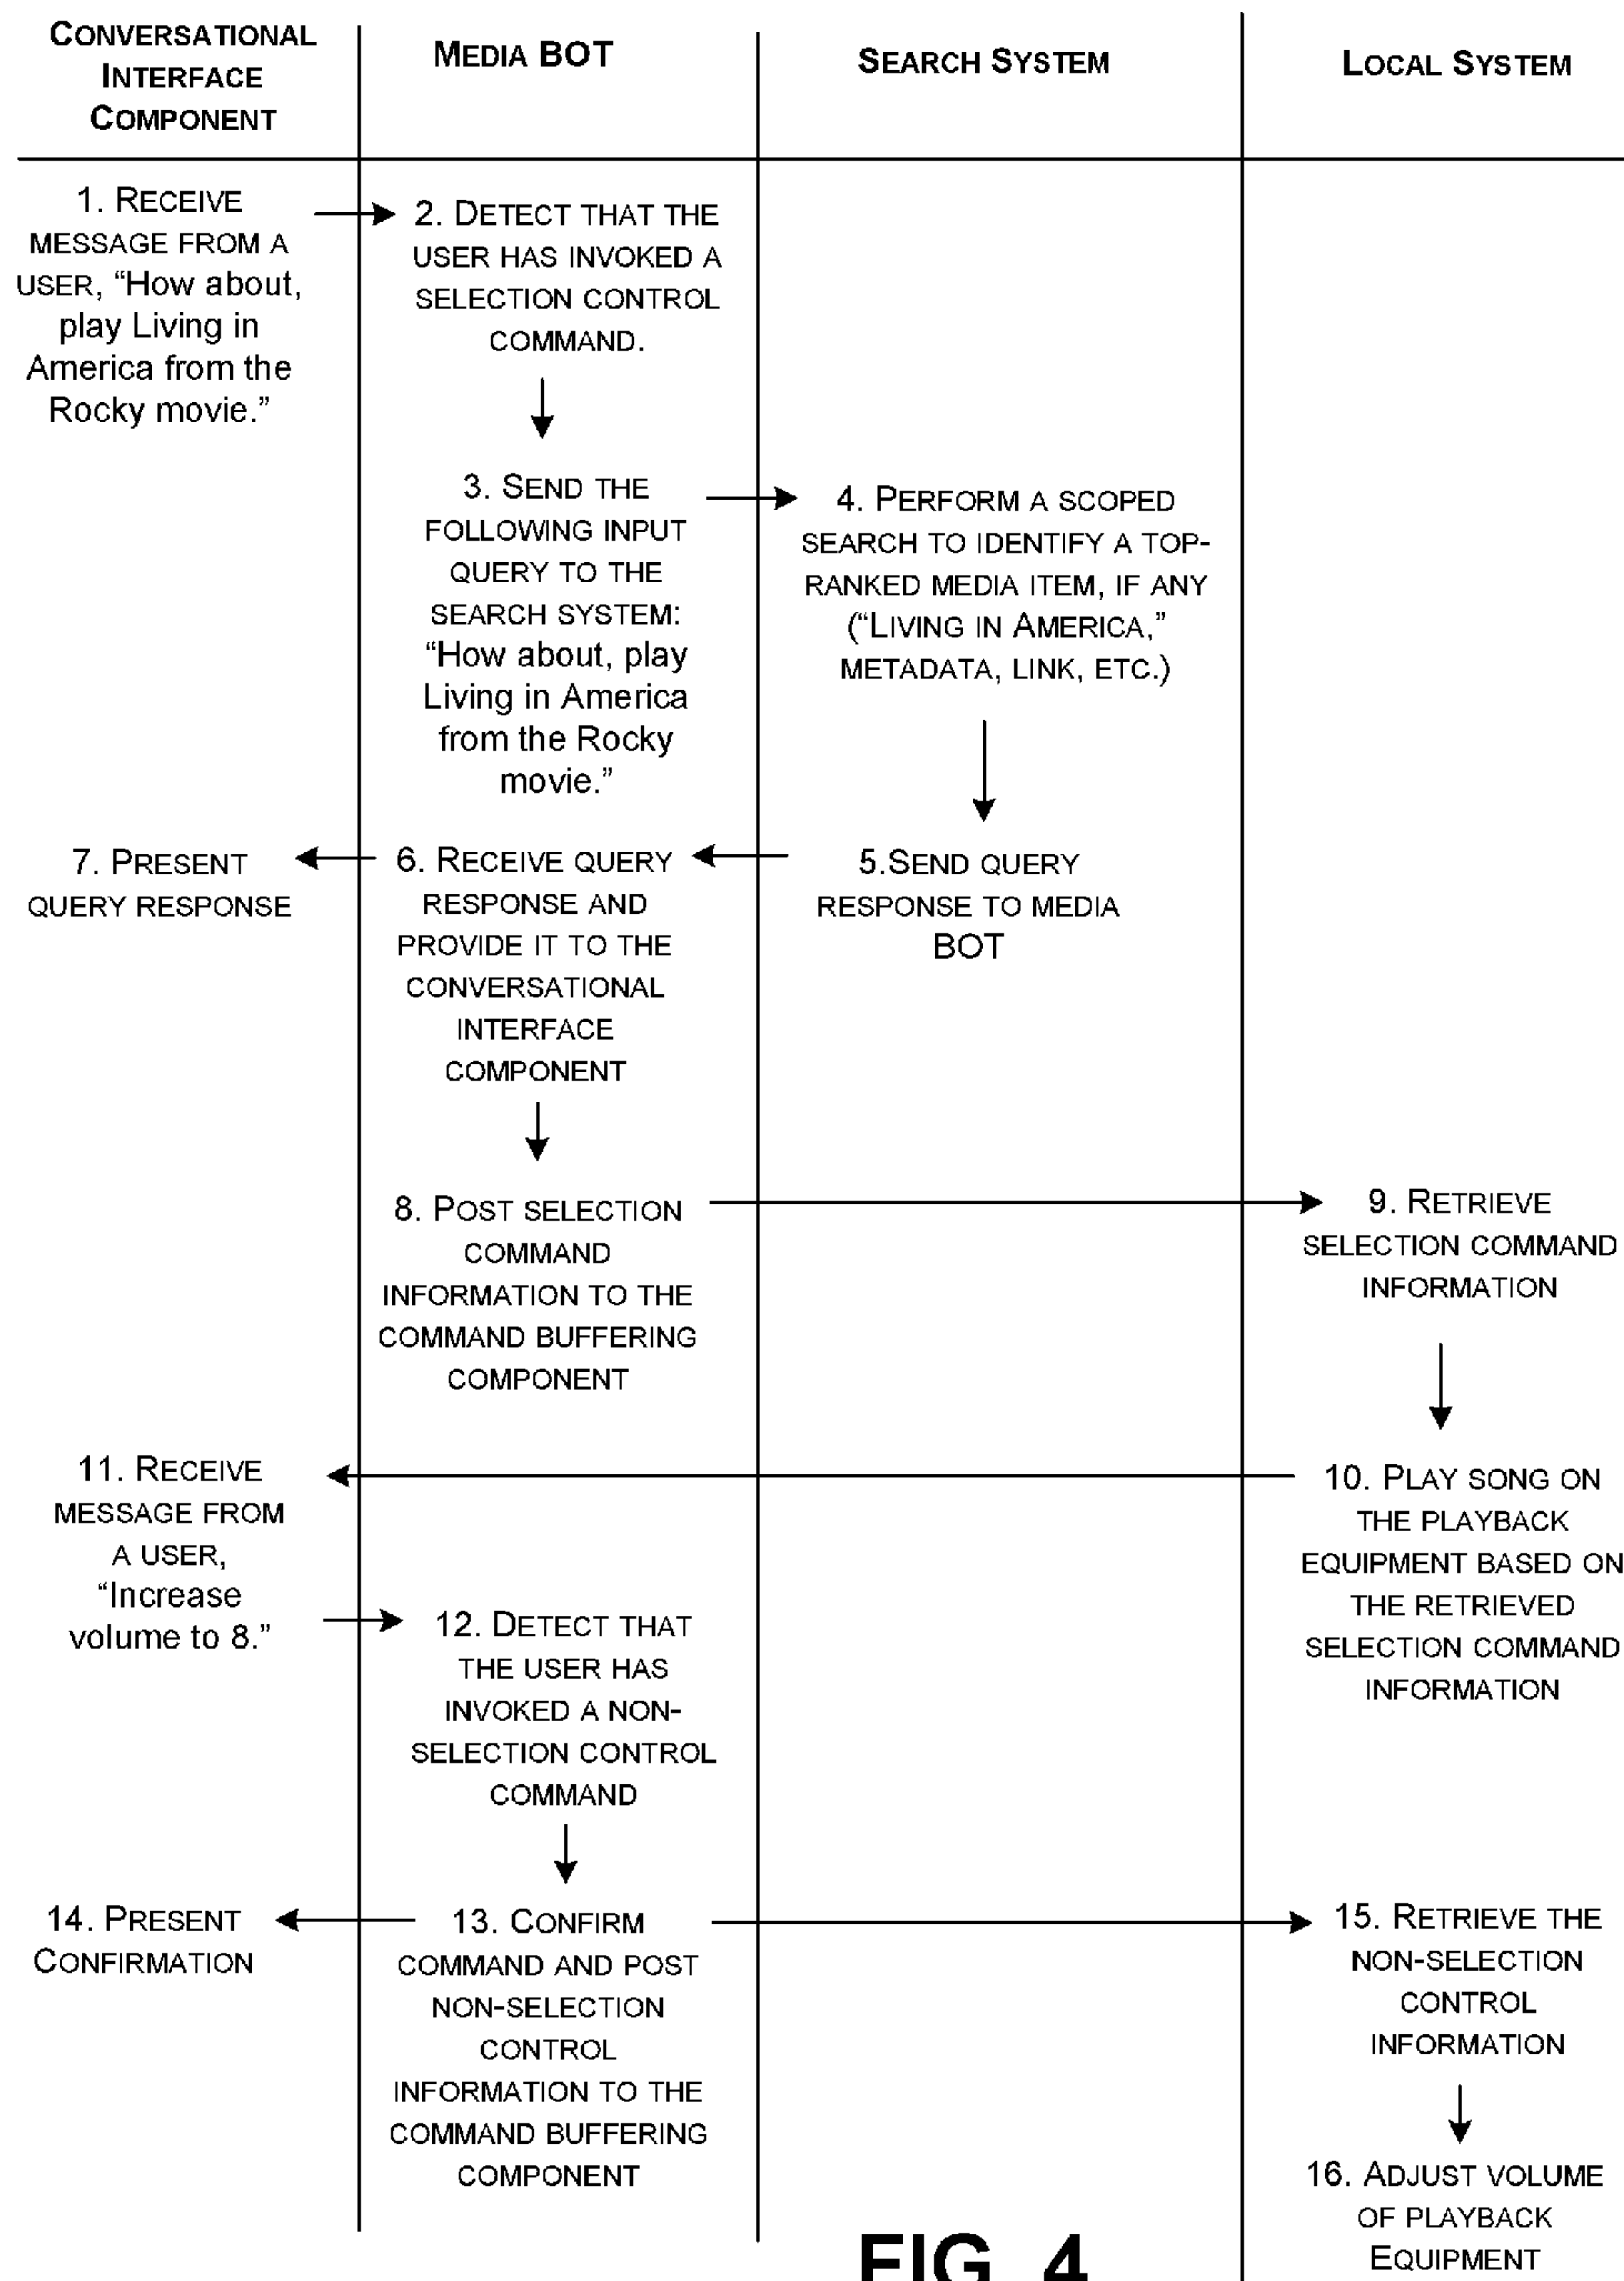 CONVERSATIONAL
INTERFACE
COMPONENT
MEDIA BOT
SEARCH SYSTEM
LOCAL SYSTEM
1. RECEIVE
MESSAGE FROM A
USER, “How about,
play Living in
America from the
Rocky movie.”
2. DETECT THAT THE
USER HAS INVOKED A
SELECTION CONTROL
COMMAND.
3. SEND THE
FOLLOWING INPUT
QUERY TO THE
SEARCH SYSTEM:
“How about, play
Living in America
from the Rocky
movie.”
4. PERFORM A SCOPED
SEARCH TO IDENTIFY A TOP-
RANKED MEDIA ITEM, IF ANY
(“LIVING IN AMERICA,”
METADATA, LINK, ETC.)
5.SEND QUERY
RESPONSE TO MEDIA
BOT
6. RECEIVE QUERY
RESPONSE AND
PROVIDE IT TO THE
CONVERSATIONAL
INTERFACE
COMPONENT
7. PRESENT
QUERY RESPONSE
8. POST SELECTION
COMMAND
INFORMATION TO THE
COMMAND BUFFERING
COMPONENT
9. RETRIEVE
SELECTION COMMAND
INFORMATION
10. PLAY SONG ON
THE PLAYBACK
EQUIPMENT BASED ON
THE RETRIEVED
SELECTION COMMAND
INFORMATION
11. RECEIVE
MESSAGE FROM
A USER,
“Increase
volume to 8.”
12. DETECT THAT
THE USER HAS
INVOKED A NON-
SELECTION CONTROL
COMMAND
13. CONFIRM
COMMAND AND POST
NON-SELECTION
CONTROL
INFORMATION TO THE
COMMAND BUFFERING
COMPONENT
14. PRESENT
CONFIRMATION
15. RETRIEVE THE
NON-SELECTION
CONTROL
INFORMATION
16. ADJUST VOLUME
OF PLAYBACK
EQUIPMENT
FIG. 4